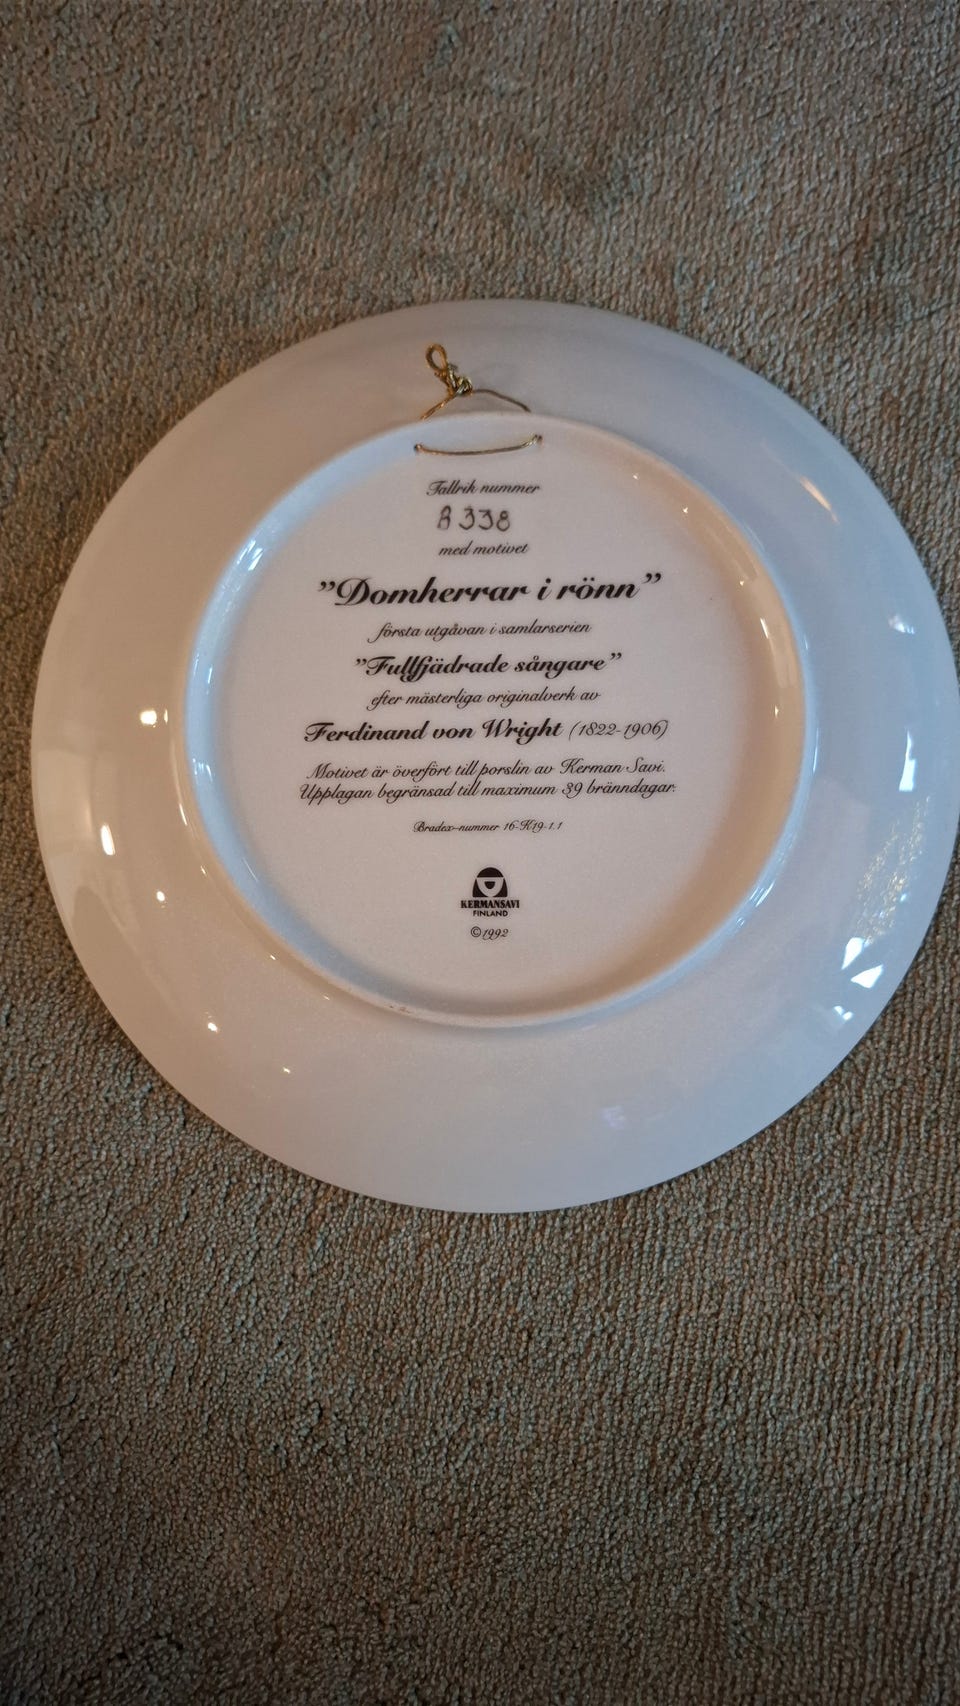 Tallrik nummer
B 338
med motivet
”Domherrar i rönn”
första utgåvan i samlarserien
”Fullfjädrade sångare”
efter mästerliga originalverk av
Ferdinand von Wright (1822-1906)
Motivet är överfört till porslin av Kerman Savi.
Upplagan begränsad till maximum 39 bränndagar.
Bradex-nummer 16-K19-1.1
KERMANSAVI
FINLAND
©1992